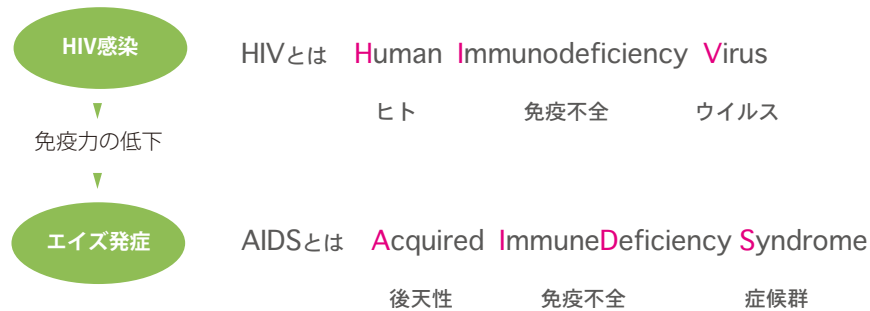 HIV感染
HIVとは Human Immunodeficiency Virus
ヒト 免疫不全 ウイルス
免疫力の低下
エイズ発症
AIDSとは Acquired ImmuneDeficiency Syndrome
後天性 免疫不全 症候群